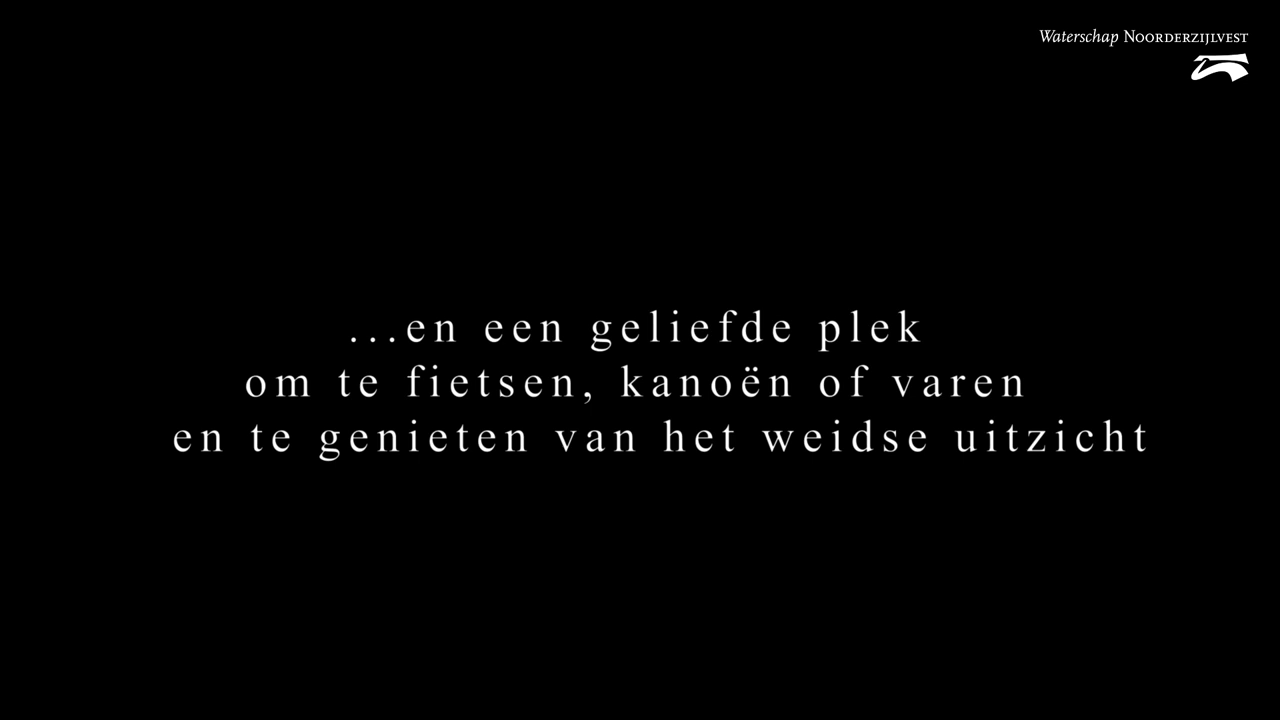 Waterschap NOORDERZIJLVEST
...en een geliefde plek
om te fietsen, kanoën of varen
en te genieten van het weidse uitzicht